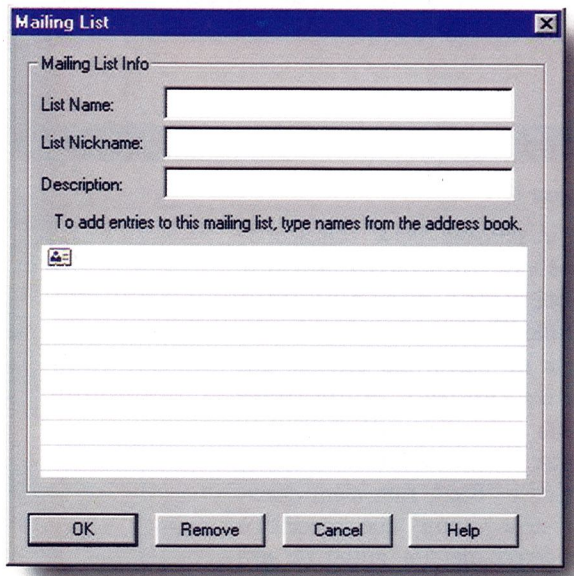 Mailing List
Mailing List Info
List Name:
List Nickname:
Description:
To add entries to this mailing list, type names from the address book.
OK Remove Cancel Help